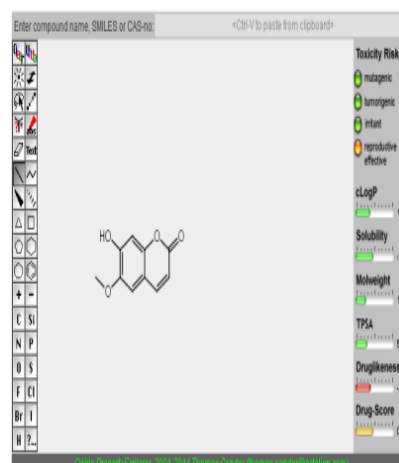 Enter compound name, SMILES or CAS-no: <Ctrl-V to paste from clipboard>
Toxicity Risk
mutagenic
tumorigenic
irritant
reproductive
effective
cLogP
Solubility
Molweight
TPSA
Druglikeness
Drug-Score
HO
O
O
O
abc
Text
+ −
C Si
N P
O S
F Cl
Br I
H ?...